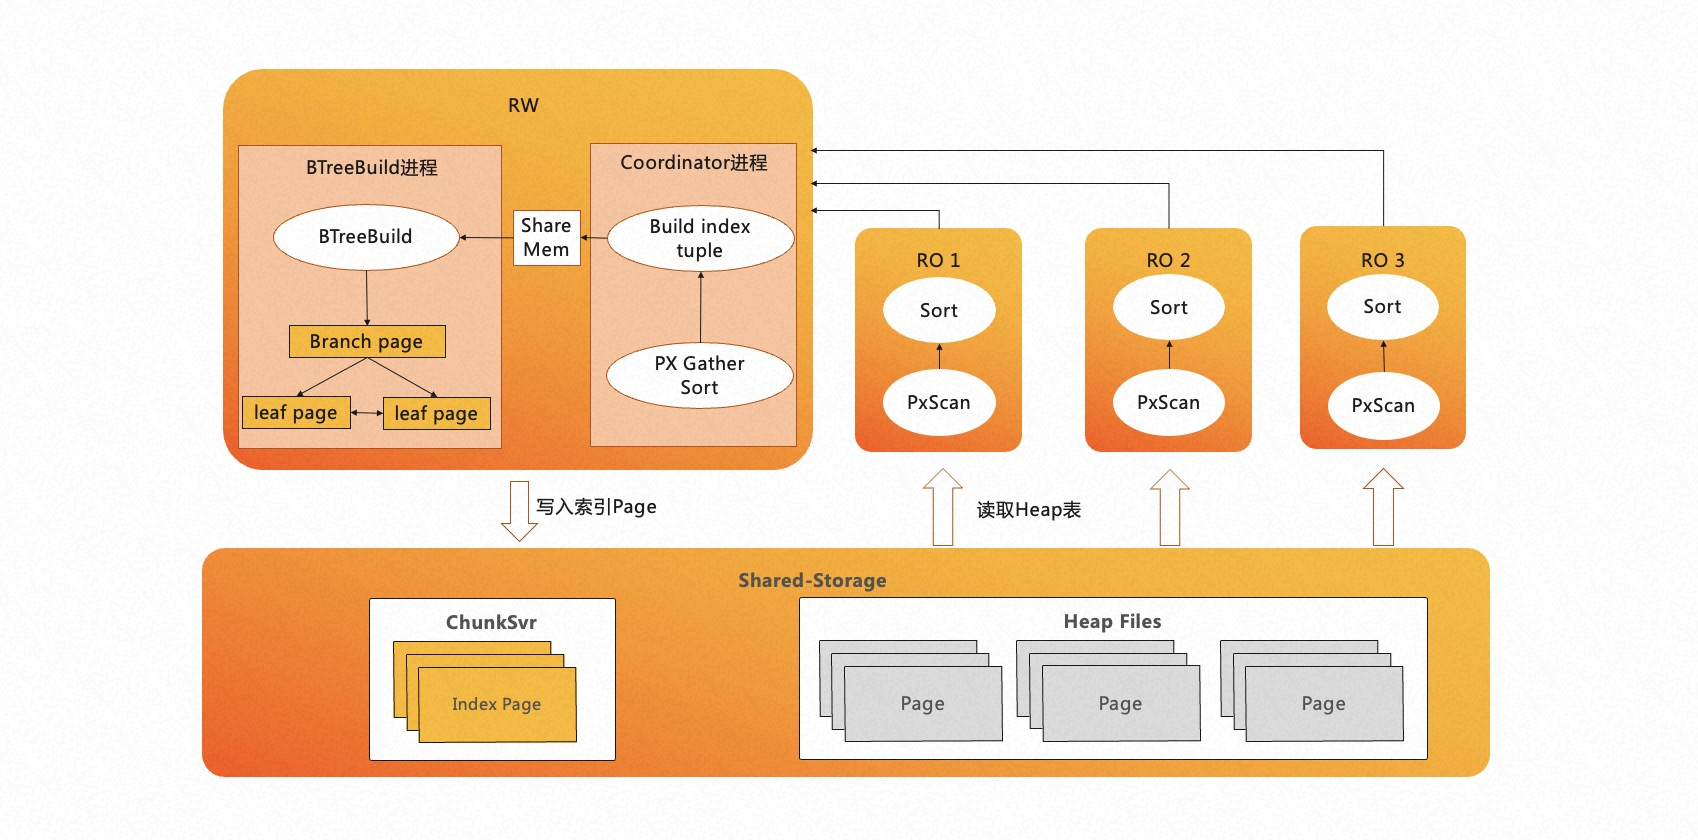 RW
BTreeBuild进程
BTreeBuild
Branch page
leaf page
leaf page
Share
Mem
Coordinator进程
Build index
tuple
PX Gather
Sort
RO 1
Sort
PxScan
RO 2
Sort
PxScan
RO 3
Sort
PxScan
写入索引Page
读取Heap表
Shared-Storage
ChunkSvr
Index Page
Heap Files
Page
Page
Page